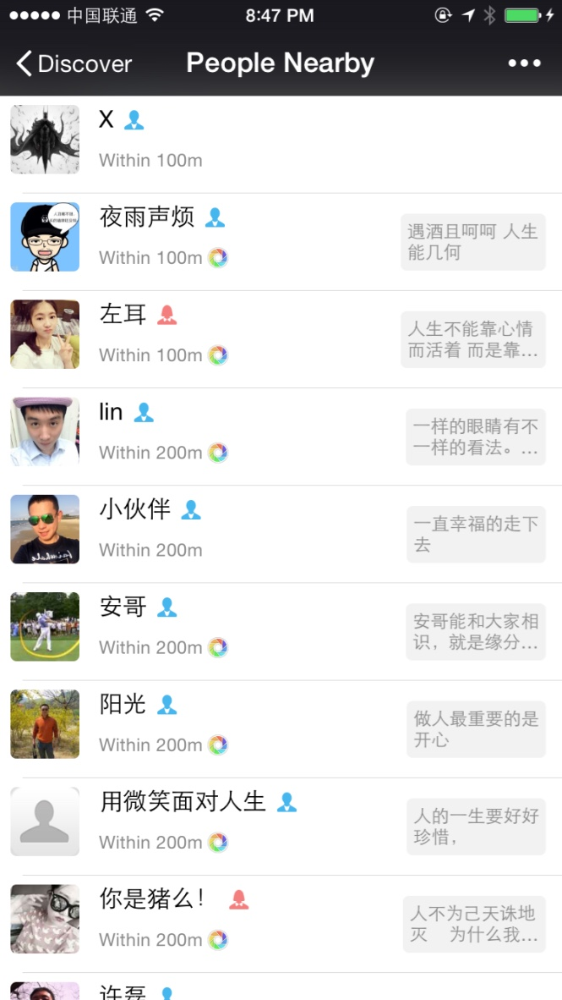 中国联通
8:47 PM
Discover
People Nearby
X
Within 100m
夜雨声烦
Within 100m
遇酒且呵呵 人生
能几何
左耳
Within 100m
人生不能靠心情
而活着 而是靠…
lin
Within 200m
一样的眼睛有不
一样的看法。…
小伙伴
Within 200m
一直幸福的走下
去
安哥
Within 200m
安哥能和大家相
识，就是缘分…
阳光
Within 200m
做人最重要的是
开心
用微笑面对人生
Within 200m
人的一生要好好
珍惜，
你是猪么！
Within 200m
人不为己天诛地
灭 为什么我…
许磊